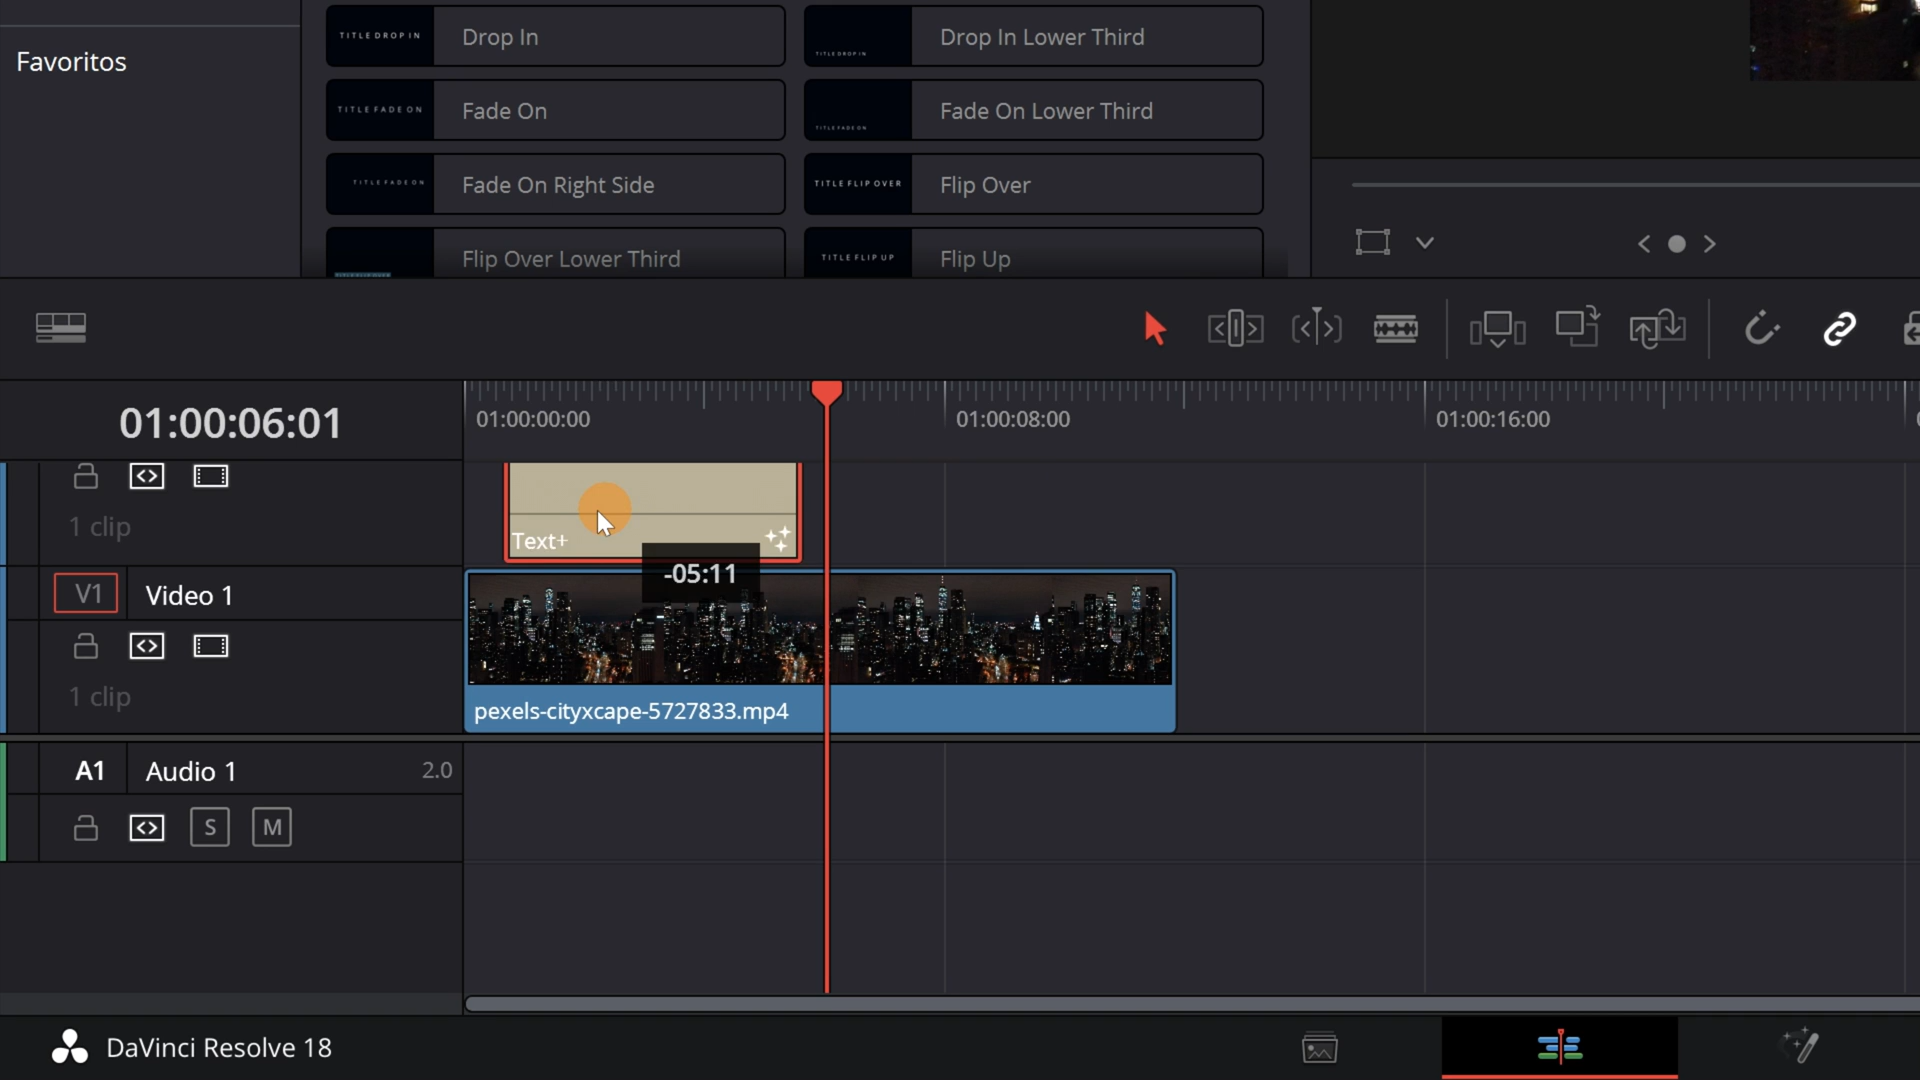 Favoritos
TITLE DROP IN
Drop In
TITLE DROP IN
Drop In Lower Third
TITLE FADE ON
Fade On
TITLE FADE ON
Fade On Lower Third
TITLE FADE ON
Fade On Right Side
TITLE FLIP OVER
Flip Over
Flip Over Lower Third
TITLE FLIP UP
Flip Up
01:00:06:01
01:00:00:00
01:00:08:00
01:00:16:00
1 clip
Text+
-05:11
V1
Video 1
1 clip
pexels-cityxcape-5727833.mp4
A1
Audio 1
2.0
S
M
DaVinci Resolve 18